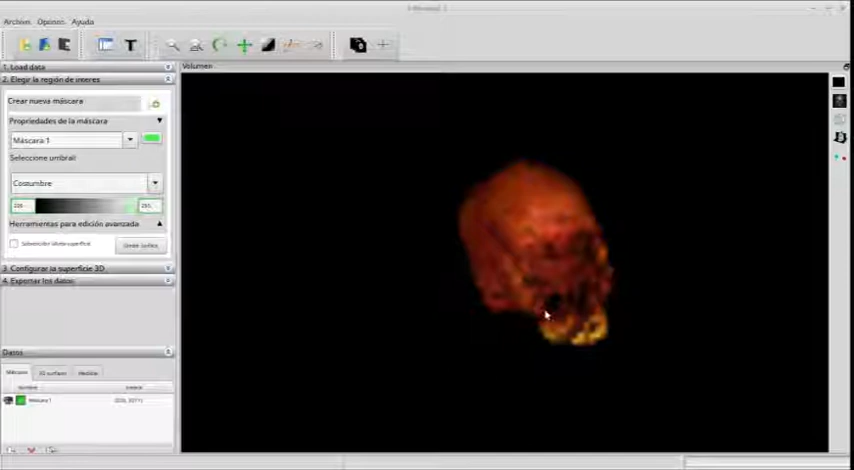 Archivo Opciones Ayuda
1. Load data
2. Elegir la región de interes
Crear nueva máscara
Propiedades de la máscara
Máscara 1
Seleccione umbral:
Costumbre
226
Herramientas para edición avanzada
3. Configurar la superficie 3D
4. Exportar los datos
Datos
Máscaras 3D surfaces Medidas
Nombre
Máscara 1
Volumen